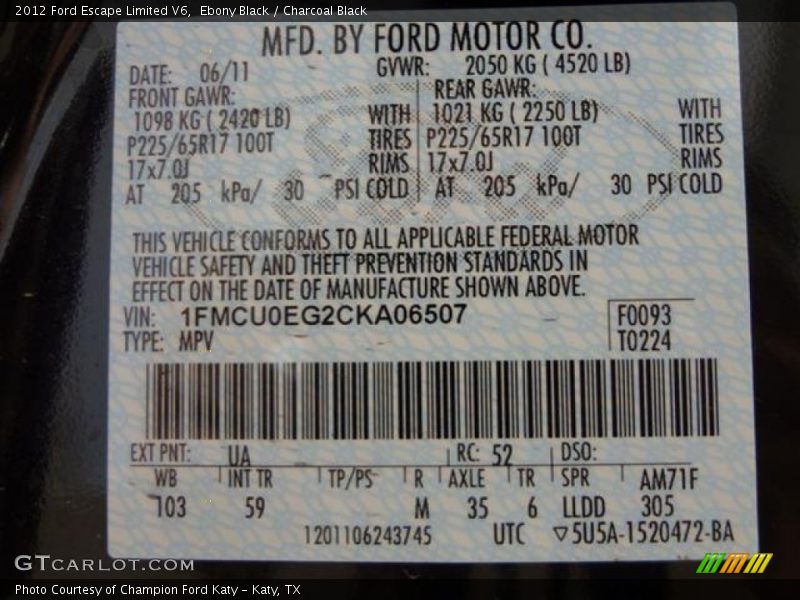 2012 Ford Escape Limited V6, Ebony Black / Charcoal Black
MFD. BY FORD MOTOR CO.
DATE: 06/11 GVWR: 2050 KG ( 4520 LB)
FRONT GAWR: REAR GAWR:
1098 KG ( 2420 LB) WITH 1021 KG ( 2250 LB) WITH
P225/65R17 100T TIRES P225/65R17 100T TIRES
17x7.0J RIMS 17x7.0J RIMS
AT 205 kPa/ 30 PSI COLD AT 205 kPa/ 30 PSI COLD
THIS VEHICLE CONFORMS TO ALL APPLICABLE FEDERAL MOTOR
VEHICLE SAFETY AND THEFT PREVENTION STANDARDS IN
EFFECT ON THE DATE OF MANUFACTURE SHOWN ABOVE.
VIN: 1FMCU0EG2CKA06507 F0093
TYPE: MPV T0224
EXT PNT: UA RC: 52 DSO:
WB INT TR TP/PS R AXLE TR SPR AM71F
103 59 M 35 6 LLDD 305
1201106243745 UTC ▽5U5A-1520472-BA
GTCARLOT.COM
Photo Courtesy of Champion Ford Katy - Katy, TX